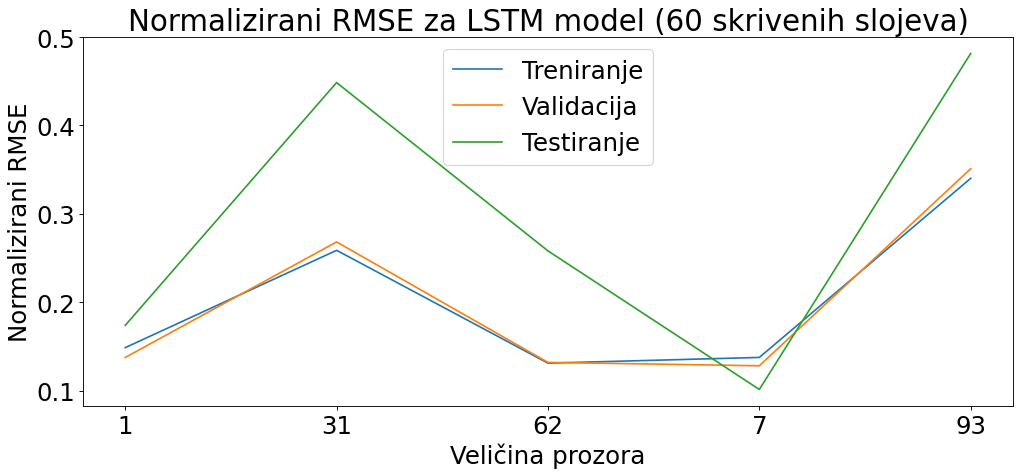 Normalizirani RMSE za LSTM model (60 skrivenih slojeva)
0.5
0.4
0.3
0.2
0.1
Normalizirani RMSE
Treniranje
Validacija
Testiranje
1 31 62 7 93
Veličina prozora